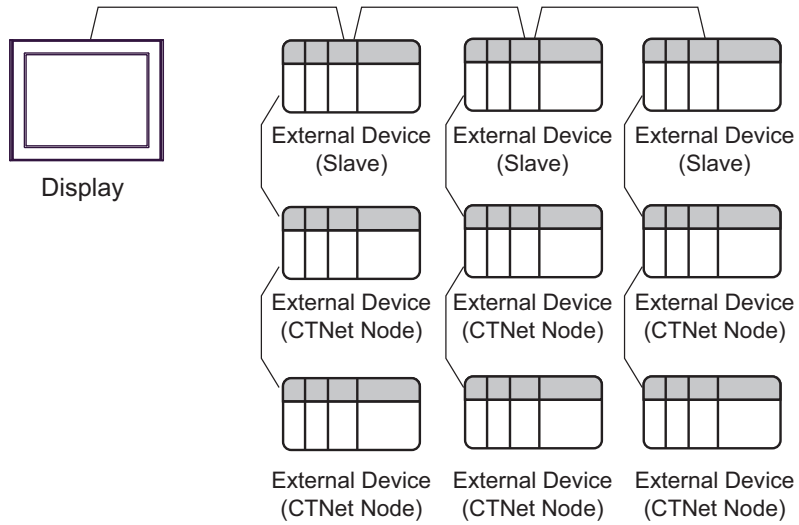 External Device External Device External Device
(Slave) (Slave) (Slave)
Display
External Device External Device External Device
(CTNet Node) (CTNet Node) (CTNet Node)
External Device External Device External Device
(CTNet Node) (CTNet Node) (CTNet Node)